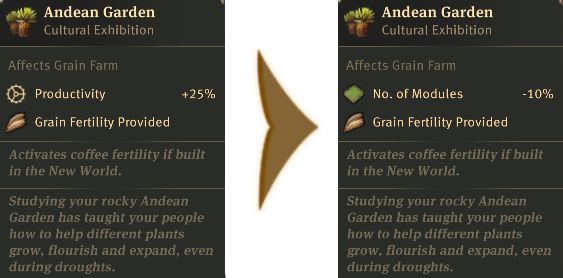 Andean Garden
Cultural Exhibition
Affects Grain Farm
Productivity +25%
Grain Fertility Provided
Activates coffee fertility if built
in the New World.
Studying your rocky Andean
Garden has taught your people
how to help different plants
grow, flourish and expand, even
during droughts.
Andean Garden
Cultural Exhibition
Affects Grain Farm
No. of Modules -10%
Grain Fertility Provided
Activates coffee fertility if built
in the New World.
Studying your rocky Andean
Garden has taught your people
how to help different plants
grow, flourish and expand, even
during droughts.